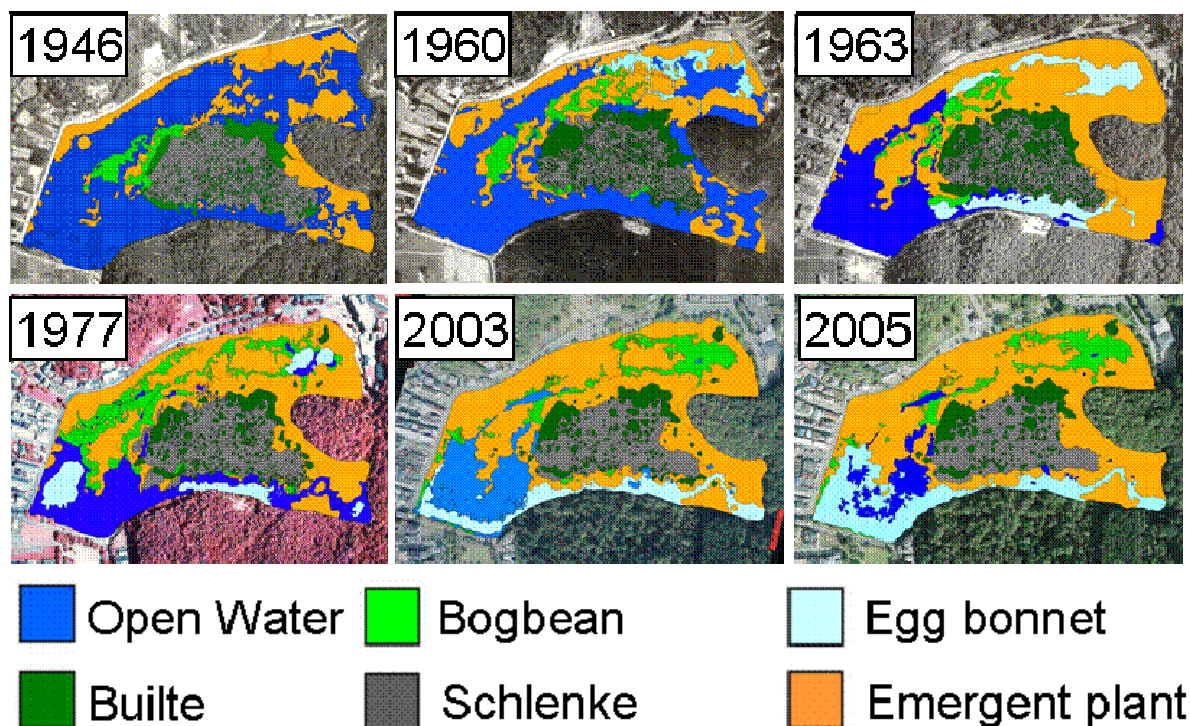 1946 1960 1963
1977 2003 2005
Open Water Bogbean Egg bonnet
Builte Schlenke Emergent plant